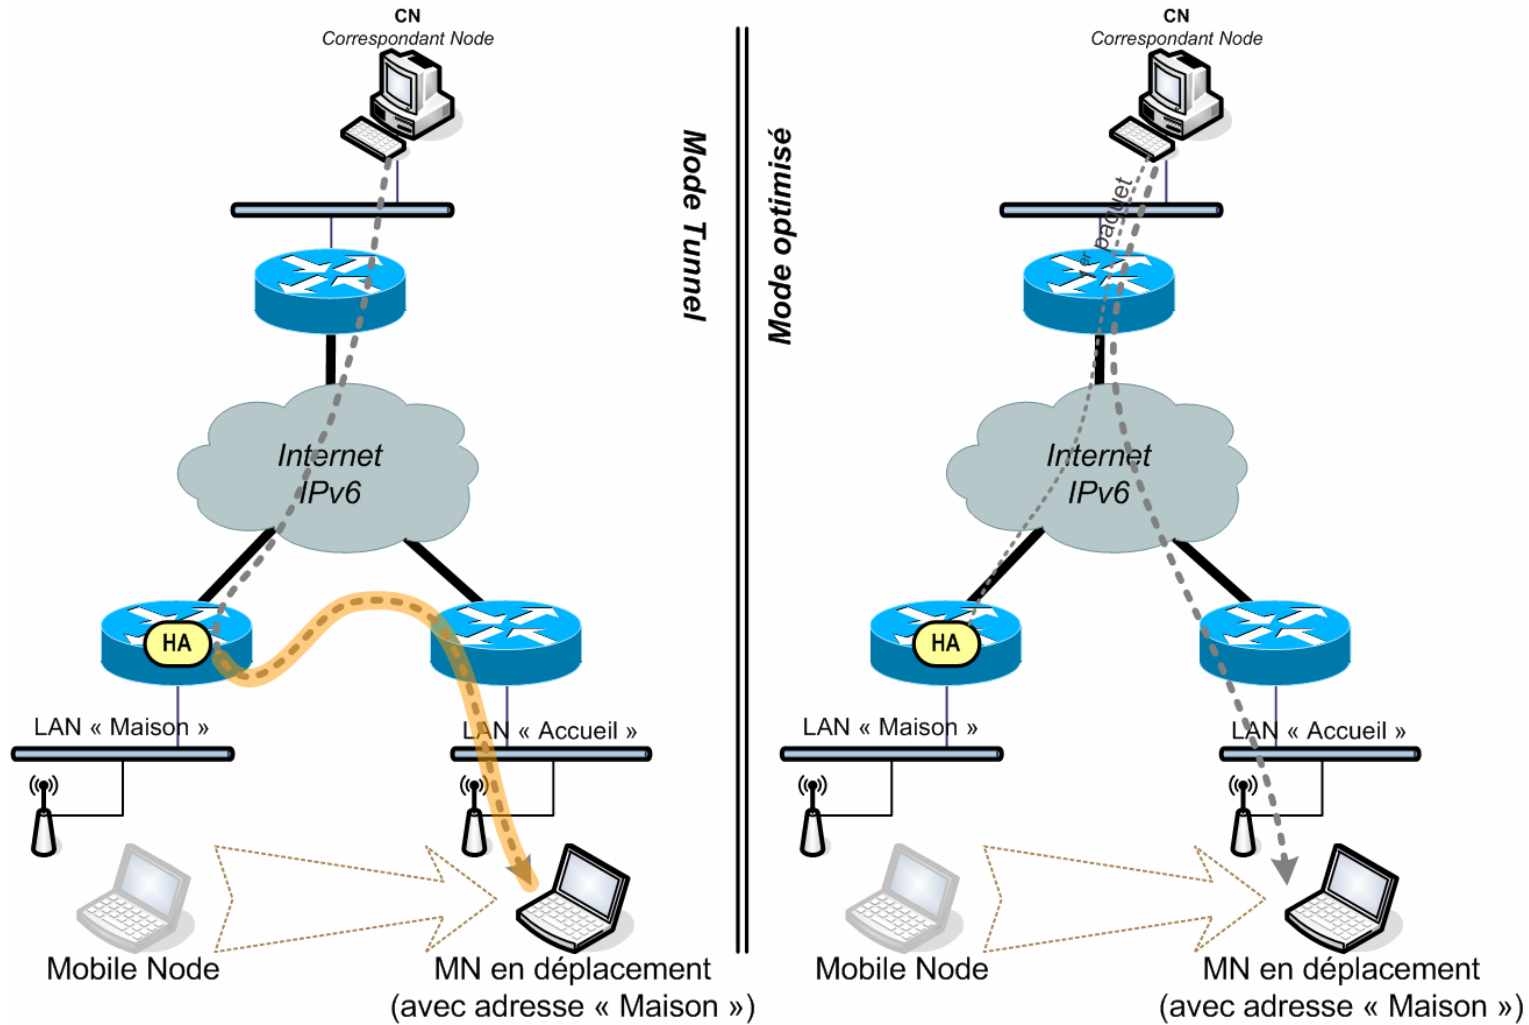 CN
Correspondant Node
Mode Tunnel
Internet
IPv6
HA
LAN « Maison »
LAN « Accueil »
Mobile Node
MN en déplacement
(avec adresse « Maison »)
CN
Correspondant Node
Mode optimisé
1er paquet
Internet
IPv6
HA
LAN « Maison »
LAN « Accueil »
Mobile Node
MN en déplacement
(avec adresse « Maison »)